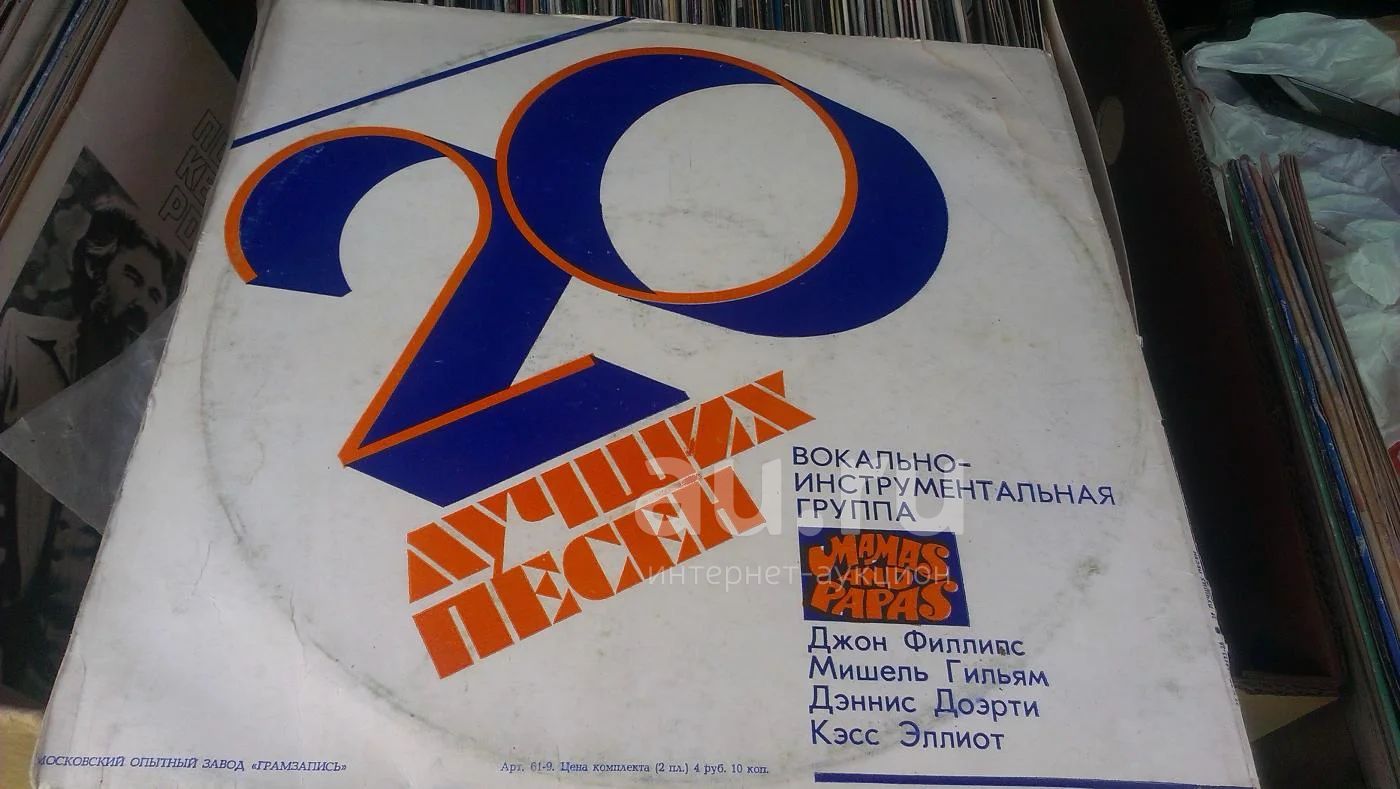 20
ЛУЧШИХ
ПЕСЕН
ВОКАЛЬНО-
ИНСТРУМЕНТАЛЬНАЯ
ГРУППА
MAMAS
PAPAS
Джон Филлипс
Мишель Гильям
Дэннис Доэрти
Кэсс Эллиот
МОСКОВСКИЙ ОПЫТНЫЙ ЗАВОД «ГРАМЗАПИСЬ»
Арт. 61-9. Цена комплекта (2 пл.) 4 руб. 10 коп.
au.ru
интернет-аукцион